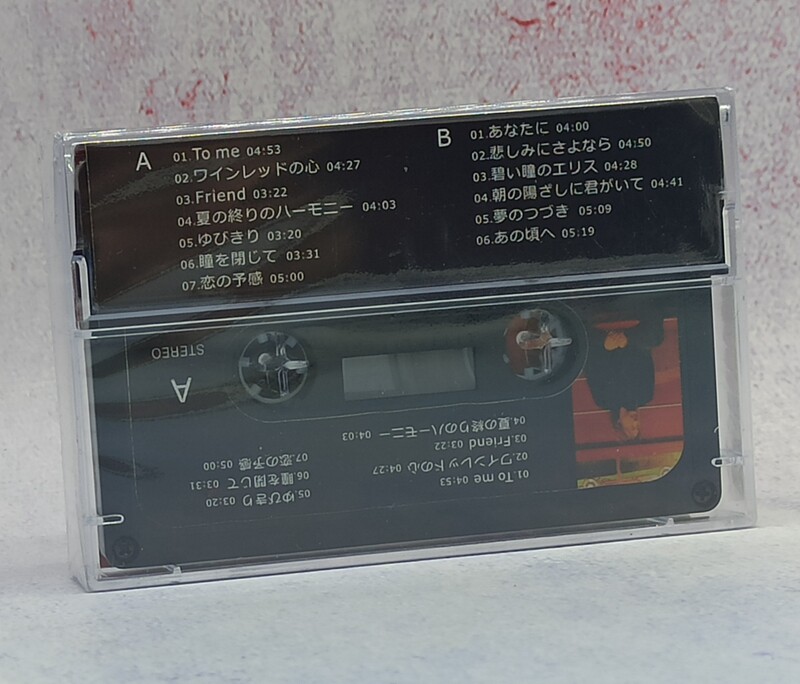 A
01.To me 04:53
02.ワインレッドの心 04:27
03.Friend 03:22
04.夏の終りのハーモニー 04:03
05.ゆびきり 03:20
06.瞳を閉じて 03:31
07.恋の予感 05:00
B
01.あなたに 04:00
02.悲しみにさよなら 04:50
03.碧い瞳のエリス 04:28
04.朝の陽ざしに君がいて 04:41
05.夢のつづき 05:09
06.あの頃へ 05:19
A
STEREO
01.To me 04:53
02.ワインレッドの心 04:27
03.Friend 03:22
04.夏の終りのハーモニー 04:03
05.ゆびきり 03:20
06.瞳を閉じて 03:31
07.恋の予感 05:00